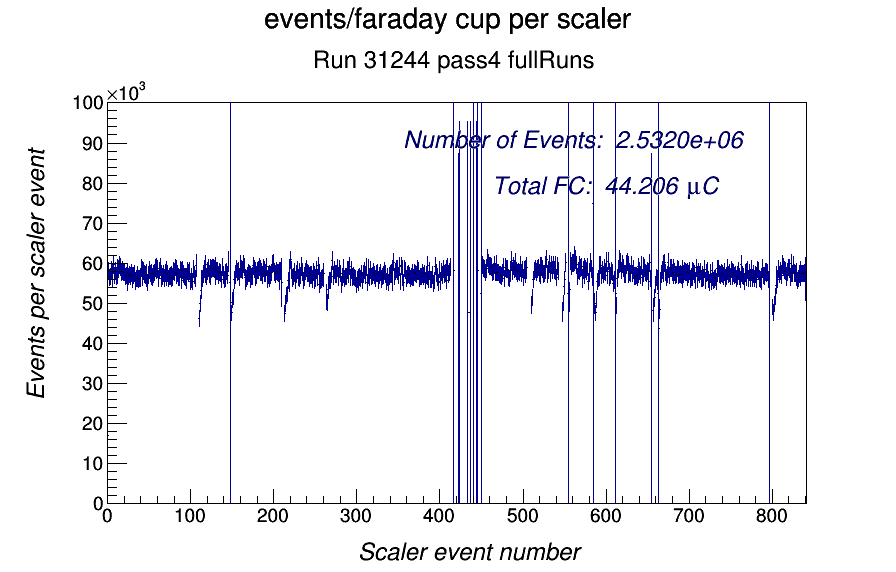 events/faraday cup per scaler
Run 31244 pass4 fullRuns
×10³
100
90
80
70
60
50
40
30
20
10
0
Events per scaler event
Number of Events: 2.5320e+06
Total FC: 44.206 μC
0 100 200 300 400 500 600 700 800
Scaler event number